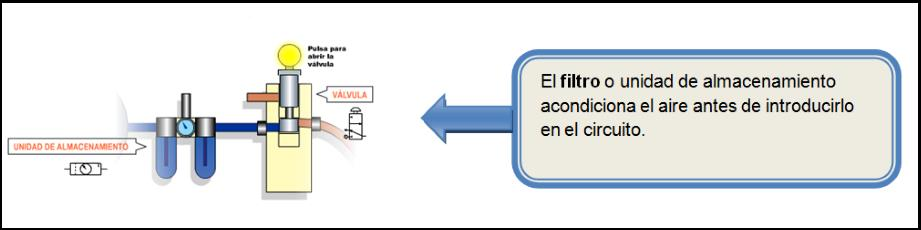 Pulsa para
abrir la
válvula
VÁLVULA
UNIDAD DE ALMACENAMIENTO
El filtro o unidad de almacenamiento
acondiciona el aire antes de introducirlo
en el circuito.